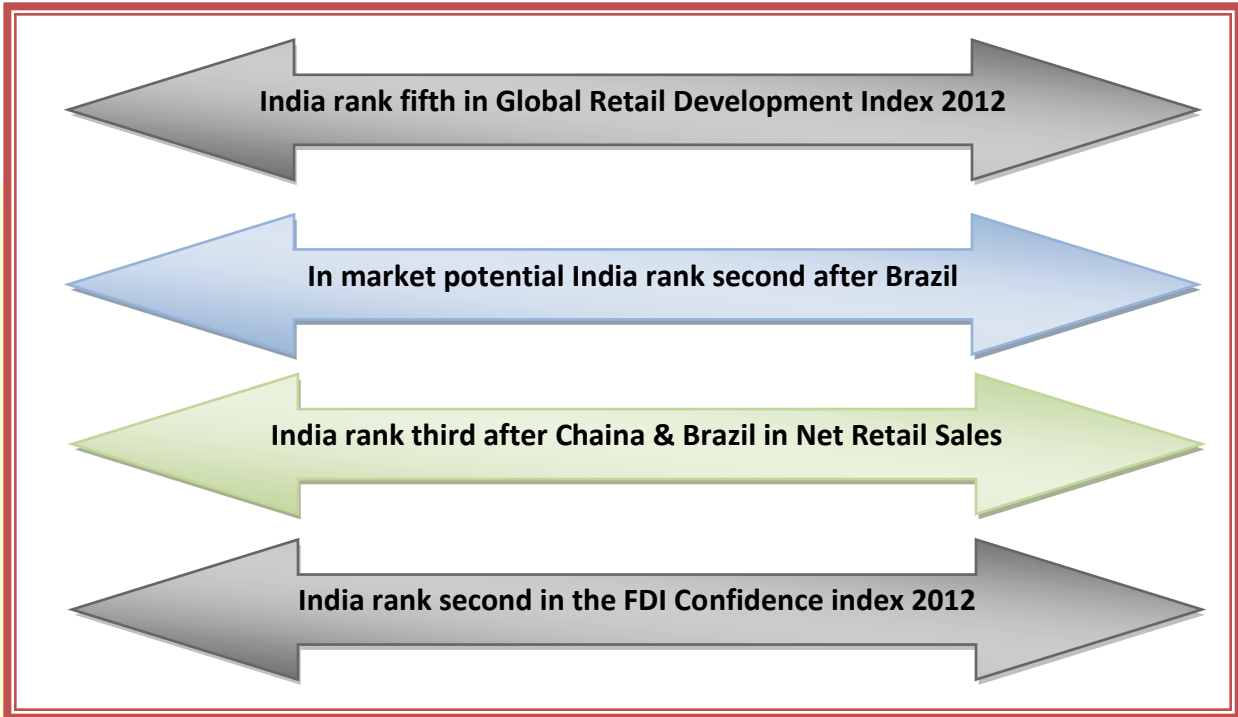 India rank fifth in Global Retail Development Index 2012
In market potential India rank second after Brazil
India rank third after Chaina & Brazil in Net Retail Sales
India rank second in the FDI Confidence index 2012